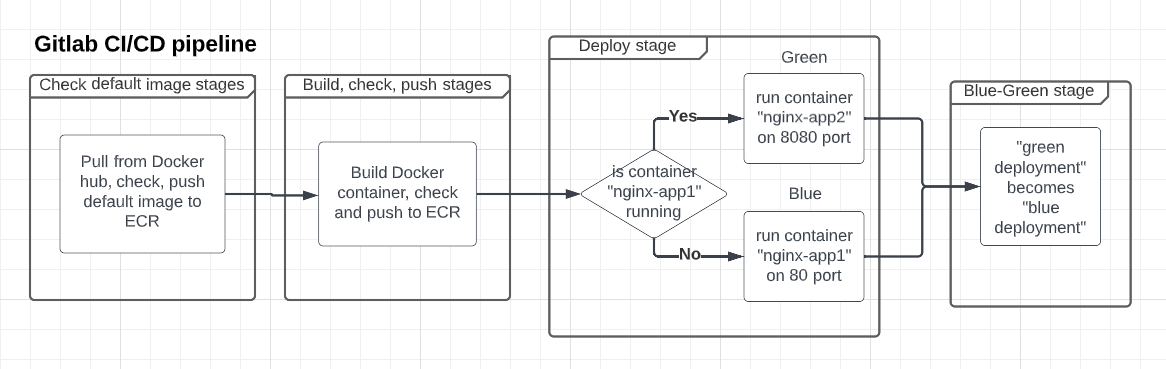 Gitlab CI/CD pipeline
Check default image stages
Pull from Docker
hub, check, push
default image to
ECR
Build, check, push stages
Build Docker
container, check
and push to ECR
Deploy stage
is container
"nginx-app1"
running
Yes
Green
run container
"nginx-app2"
on 8080 port
No
Blue
run container
"nginx-app1"
on 80 port
Blue-Green stage
"green
deployment"
becomes
"blue
deployment"